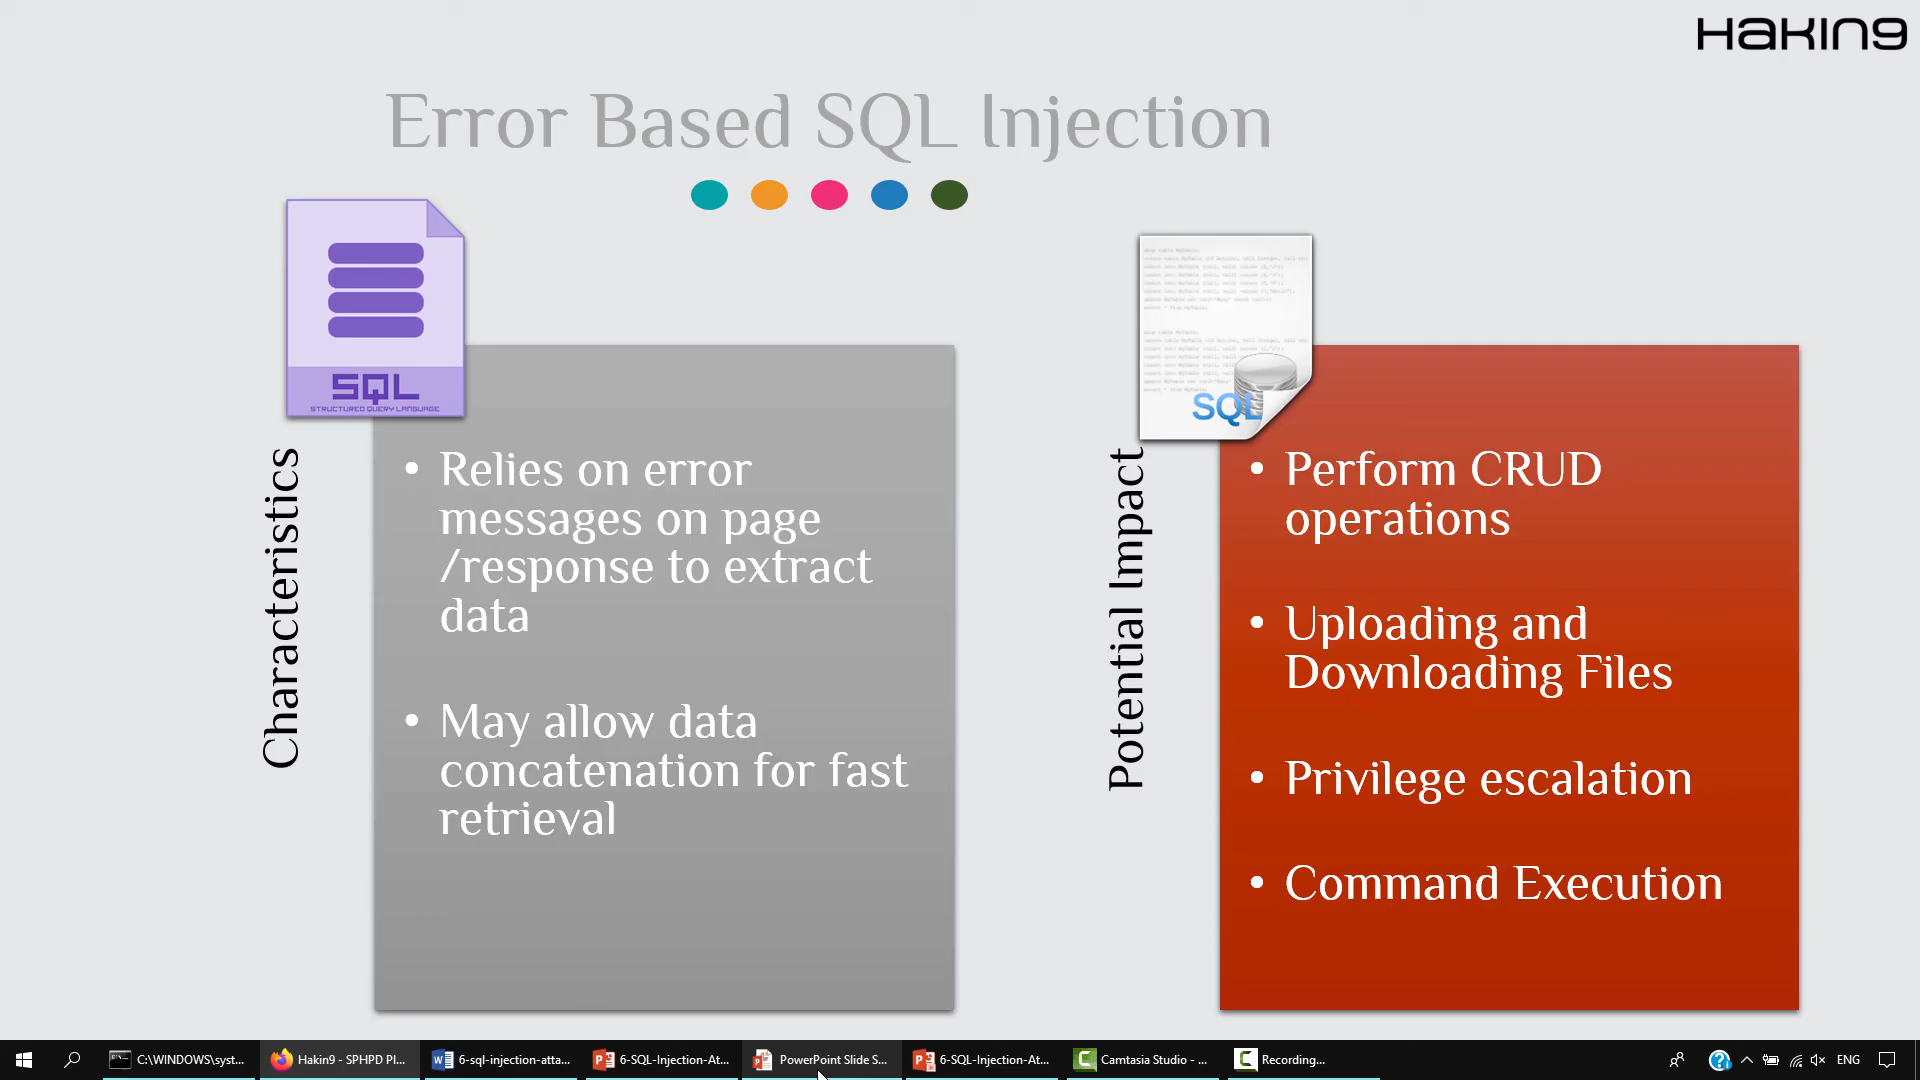 HAKIN9
Error Based SQL Injection
SQL
STRUCTURED QUERY LANGUAGE
SQL
Characteristics
• Relies on error
messages on page
/response to extract
data
• May allow data
concatenation for fast
retrieval
Potential Impact
• Perform CRUD
operations
• Uploading and
Downloading Files
• Privilege escalation
• Command Execution
C:\WINDOWS\syst...
Hakin9 - SPHPD Pl...
6-sql-injection-atta...
6-SQL-Injection-At...
PowerPoint Slide S...
6-SQL-Injection-At...
Camtasia Studio - ...
Recording...
ENG